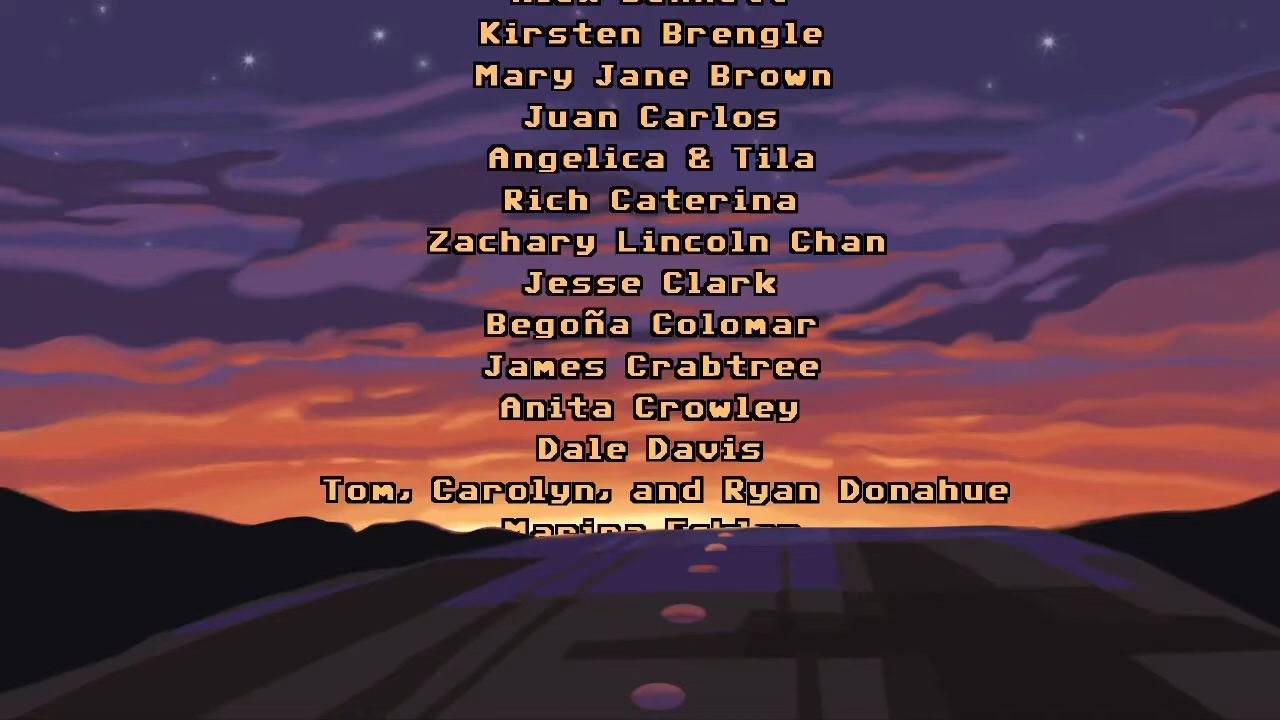 Kirsten Brengle
Mary Jane Brown
Juan Carlos
Angelica & Tila
Rich Caterina
Zachary Lincoln Chan
Jesse Clark
Begoña Colomar
James Crabtree
Anita Crowley
Dale Davis
Tom, Carolyn, and Ryan Donahue